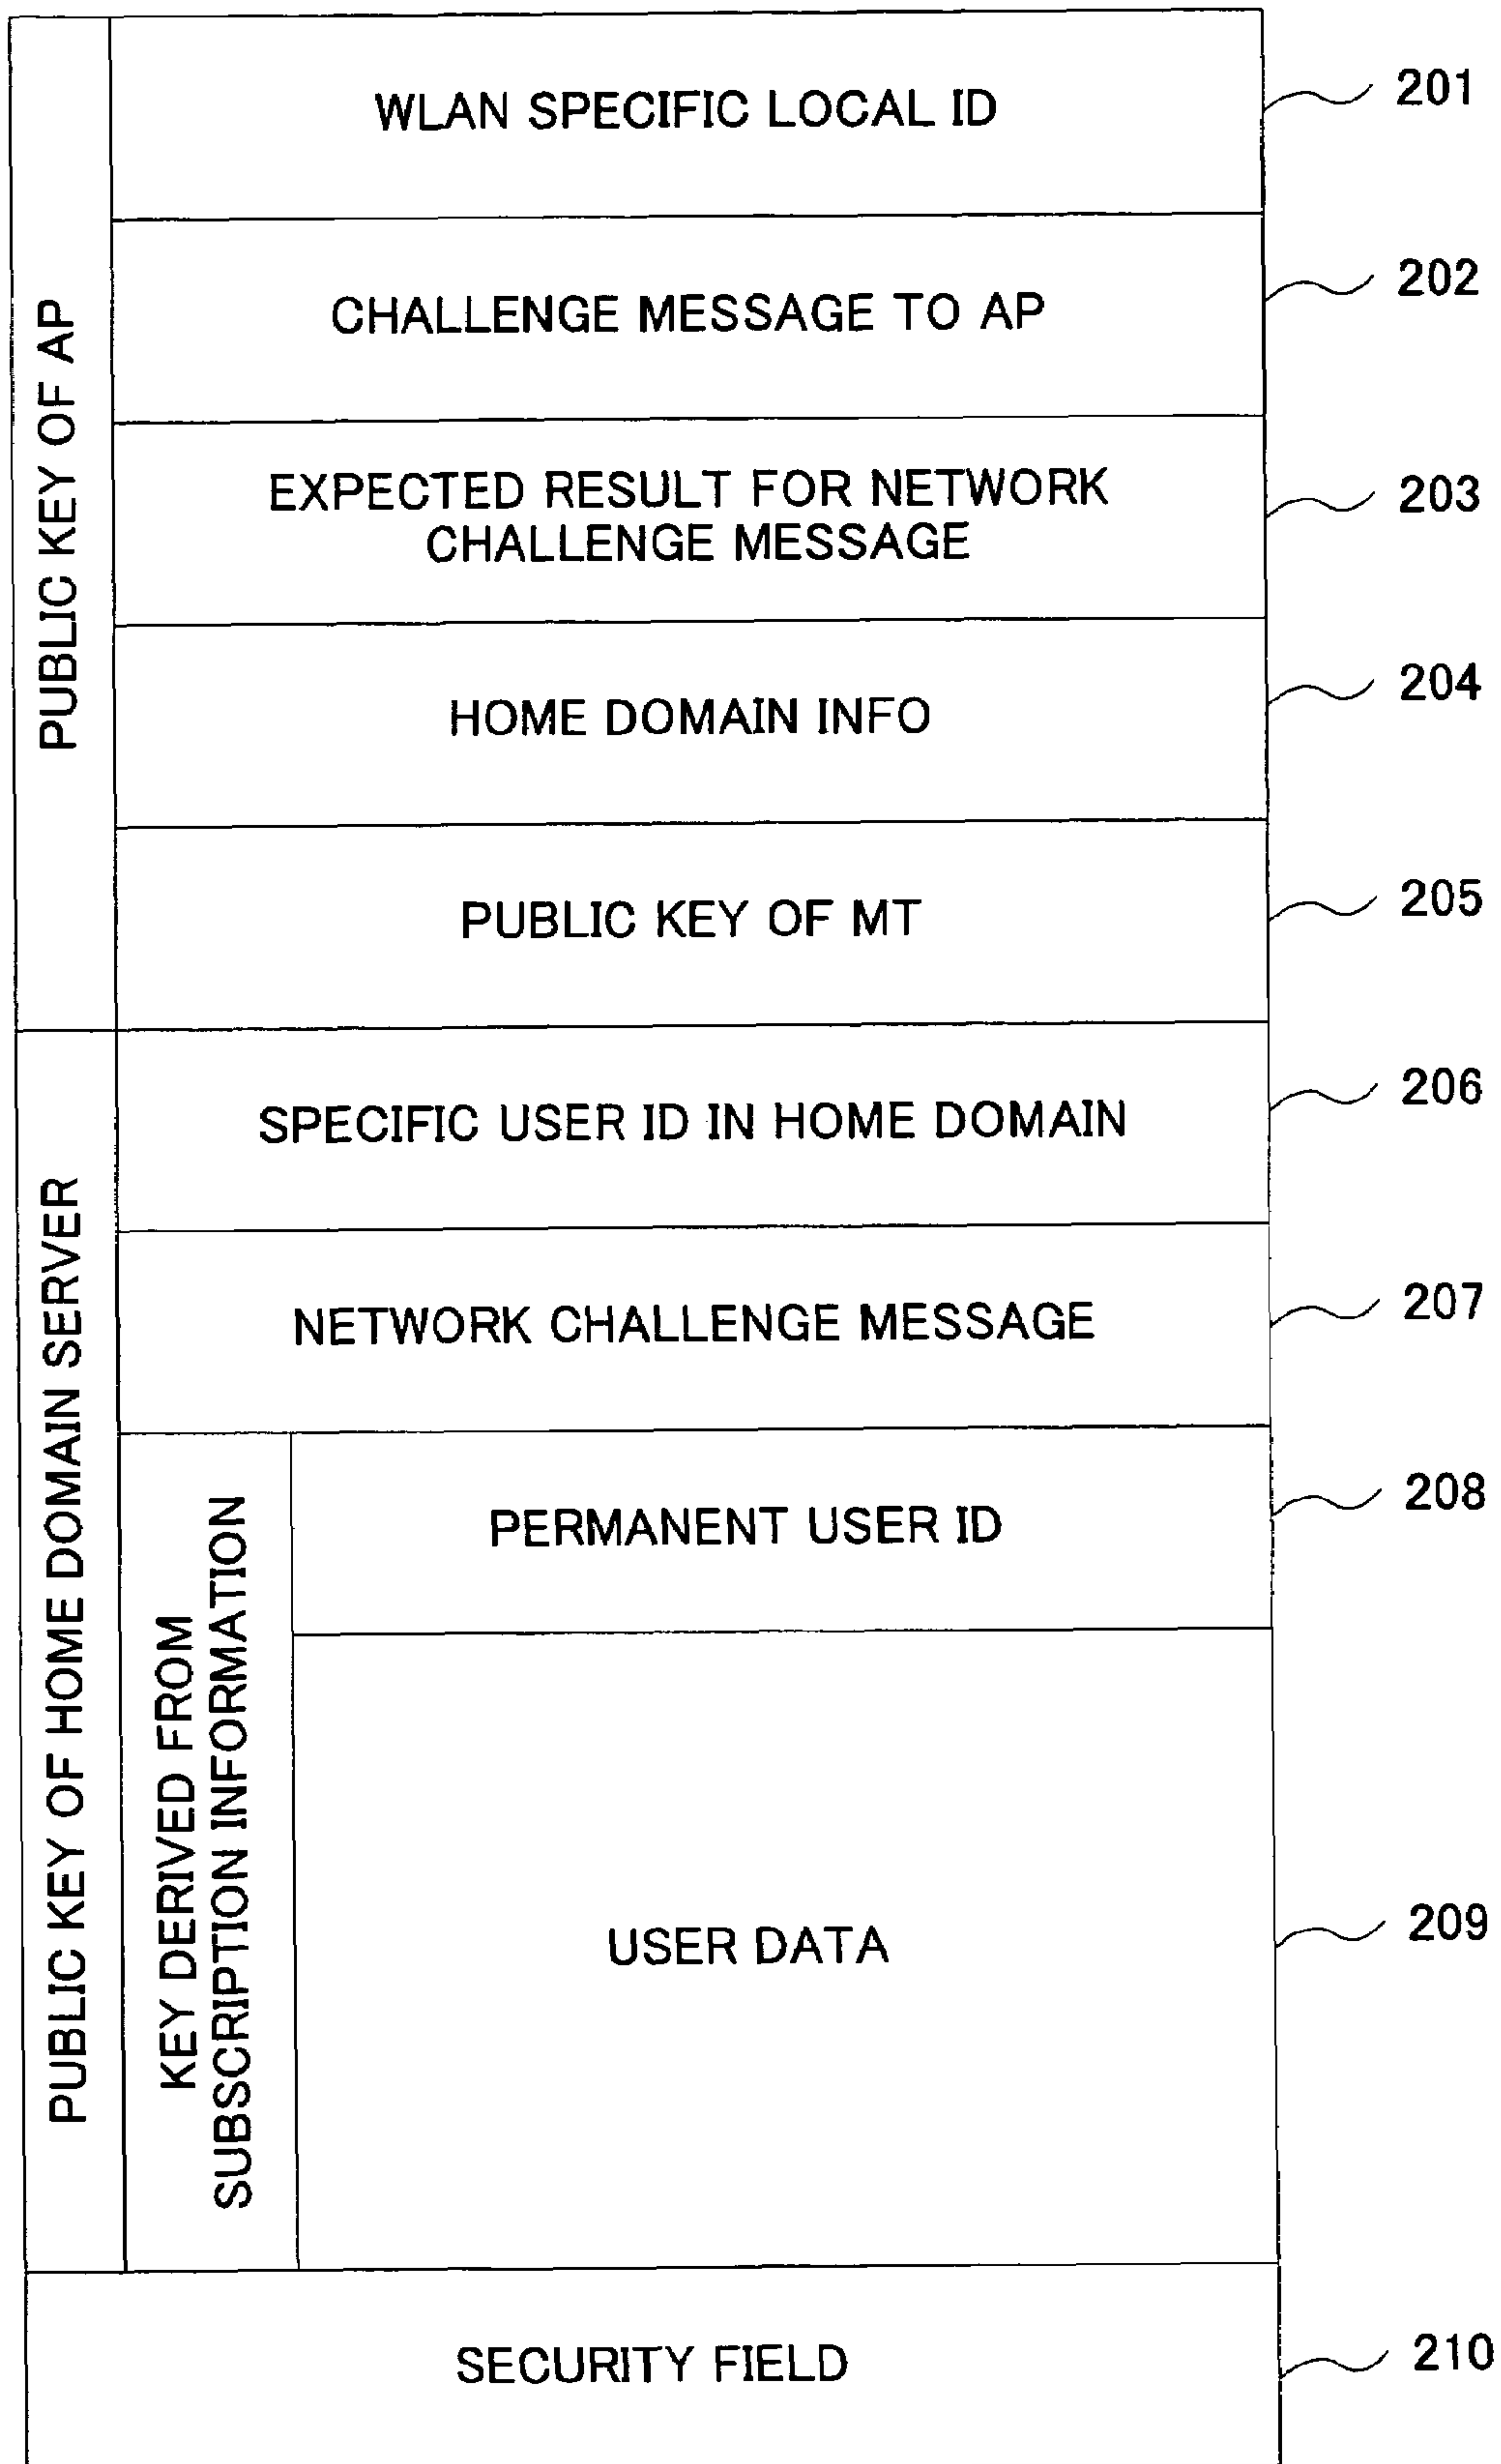 PUBLIC KEY OF AP
WLAN SPECIFIC LOCAL ID
201
CHALLENGE MESSAGE TO AP
202
EXPECTED RESULT FOR NETWORK
CHALLENGE MESSAGE
203
HOME DOMAIN INFO
204
PUBLIC KEY OF MT
205
PUBLIC KEY OF HOME DOMAIN SERVER
SPECIFIC USER ID IN HOME DOMAIN
206
NETWORK CHALLENGE MESSAGE
207
KEY DERIVED FROM
SUBSCRIPTION INFORMATION
PERMANENT USER ID
208
USER DATA
209
SECURITY FIELD
210